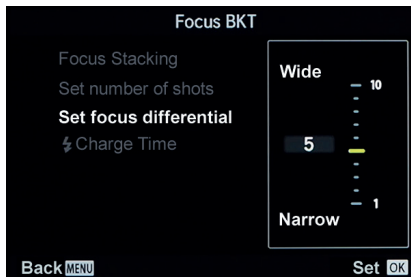 Focus BKT
Focus Stacking
Set number of shots
Set focus differential
Charge Time
Wide
10
5
1
Narrow
Back MENU
Set OK